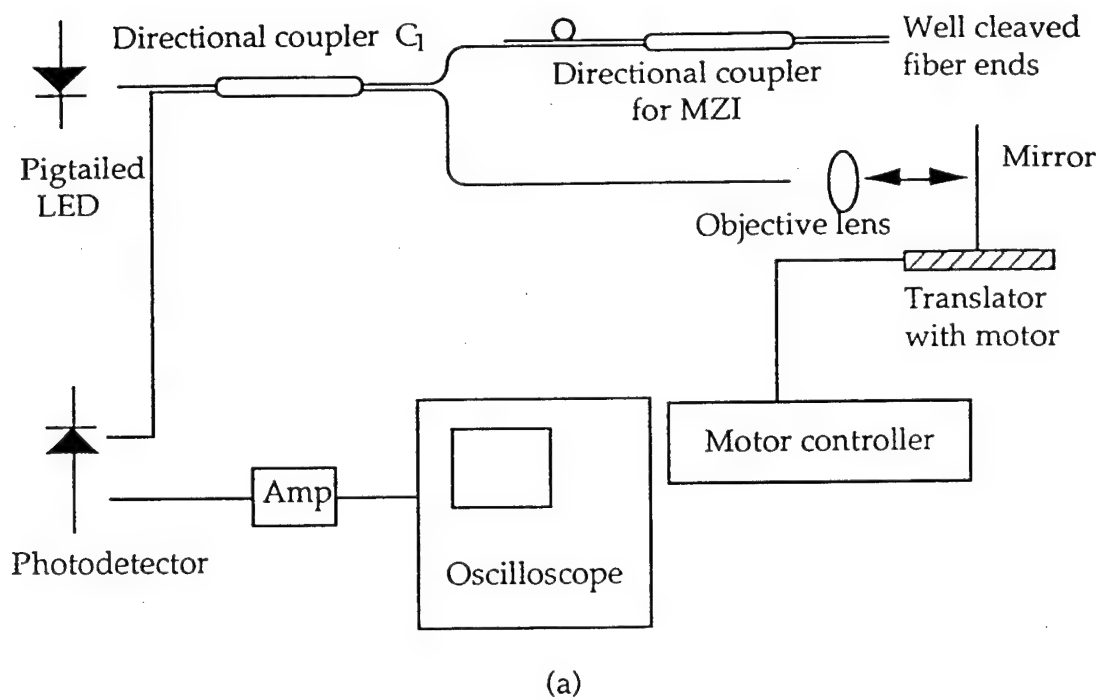 Directional coupler C1
Well cleaved
fiber ends
Directional coupler
for MZI
Pigtailed
LED
Mirror
Objective lens
Translator
with motor
Motor controller
Amp
Photodetector
Oscilloscope
(a)